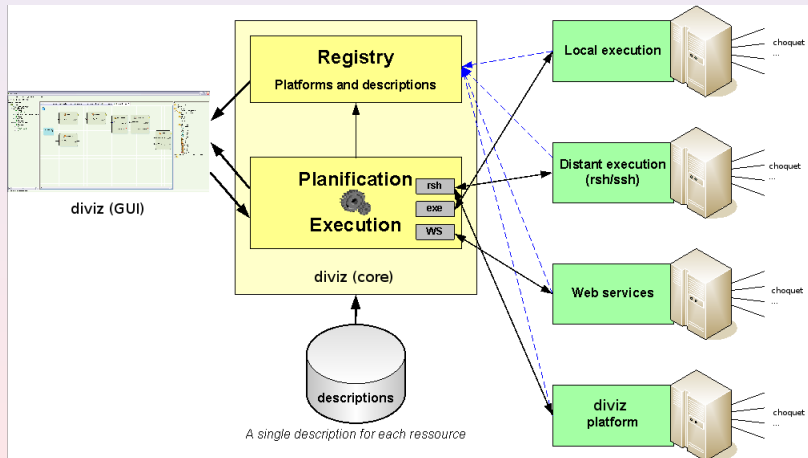 Registry
Platforms and descriptions
Planification
Execution
rsh
exe
WS
diviz (core)
diviz (GUI)
descriptions
A single description for each ressource
Local execution
choquet
...
Distant execution
(rsh/ssh)
choquet
...
Web services
choquet
...
diviz
platform
choquet
...